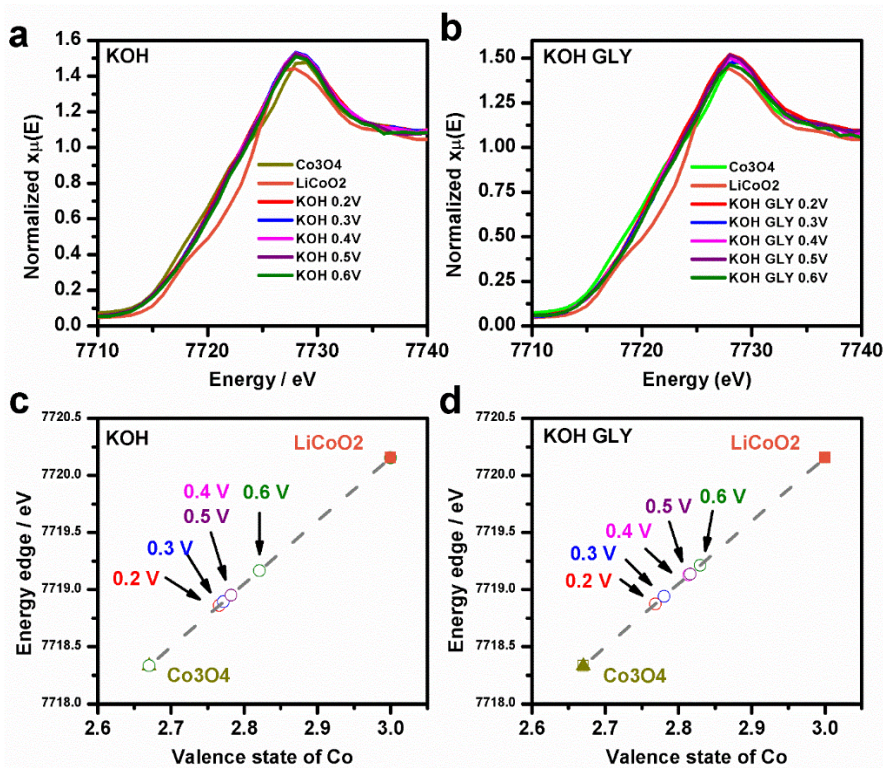 a
KOH
1.6
1.4
1.2
1.0
0.8
0.6
0.4
0.2
0.0
Normalized xμ(E)
Co3O4
LiCoO2
KOH 0.2V
KOH 0.3V
KOH 0.4V
KOH 0.5V
KOH 0.6V
7710 7720 7730 7740
Energy / eV
b
KOH GLY
1.50
1.25
1.00
0.75
0.50
0.25
0.00
Normalized xμ(E)
Co3O4
LiCoO2
KOH GLY 0.2V
KOH GLY 0.3V
KOH GLY 0.4V
KOH GLY 0.5V
KOH GLY 0.6V
7710 7720 7730 7740
Energy (eV)
c
KOH
7720.5
7720.0
7719.5
7719.0
7718.5
7718.0
Energy edge / eV
LiCoO2
0.4 V
0.6 V
0.5 V
0.3 V
0.2 V
Co3O4
2.6 2.7 2.8 2.9 3.0
Valence state of Co
d
KOH GLY
7720.5
7720.0
7719.5
7719.0
7718.5
7718.0
Energy edge / eV
LiCoO2
0.6 V
0.5 V
0.4 V
0.3 V
0.2 V
Co3O4
2.6 2.7 2.8 2.9 3.0
Valence state of Co